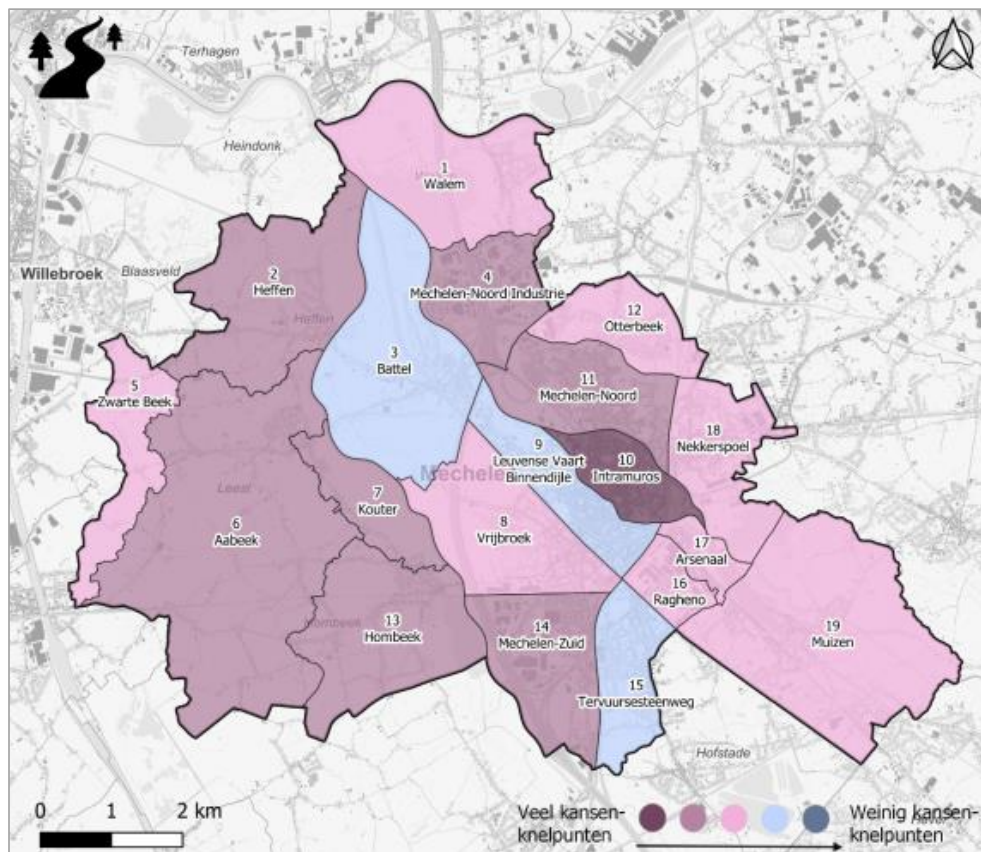 Terhagen
Heindonk
1
Walem
Willebroek
Blaasveld
2
Heffen
Heffen
4
Mechelen-Noord Industrie
12
Otterbeek
3
Battel
5
Zwarte Beek
11
Mechelen-Noord
18
Nekkerspoel
9
Leuvense Vaart
Binnendijle
10
Intramuros
Mechelen
Leest
7
Kouter
6
Aabeek
8
Vrijbroek
17
Arsenaal
16
Ragheno
13
Hombeek
Hombeek
14
Mechelen-Zuid
19
Muizen
15
Tervuursesteenweg
Hofstade
0 1 2 km
Veel kansen-
knelpunten
Weinig kansen-
knelpunten